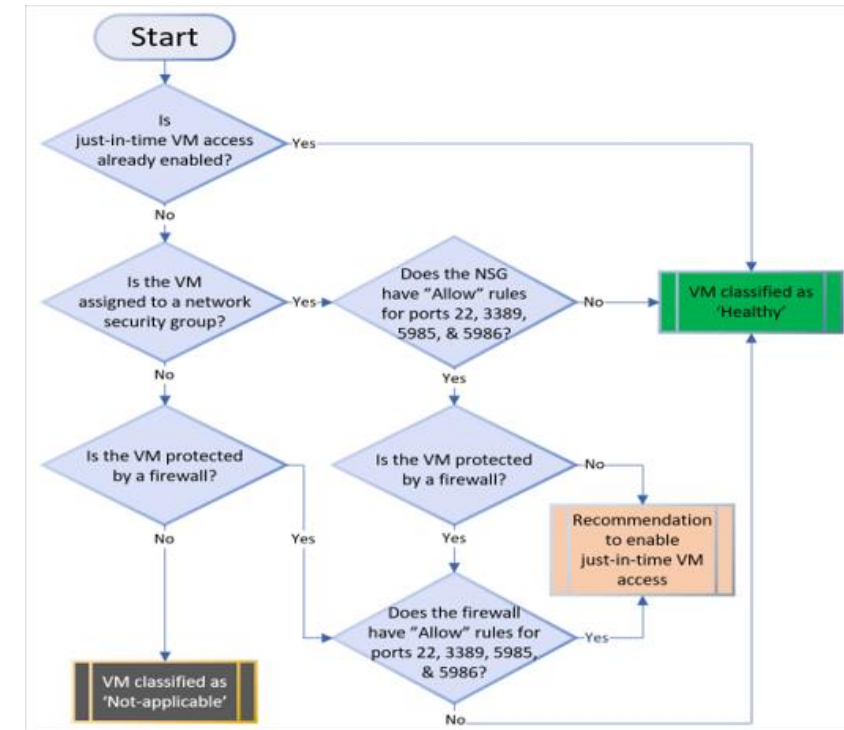 Start
Is
just-in-time VM access
already enabled?
Yes
No
Is the VM
assigned to a network
security group?
Yes
Does the NSG
have "Allow" rules
for ports 22, 3389,
5985, & 5986?
No
VM classified as
'Healthy'
No
Yes
Is the VM protected
by a firewall?
Is the VM protected
by a firewall?
No
Recommendation
to enable
just-in-time VM
access
No
Yes
Yes
Does the firewall
have "Allow" rules for
ports 22, 3389, 5985,
& 5986?
Yes
VM classified as
'Not-applicable'
No